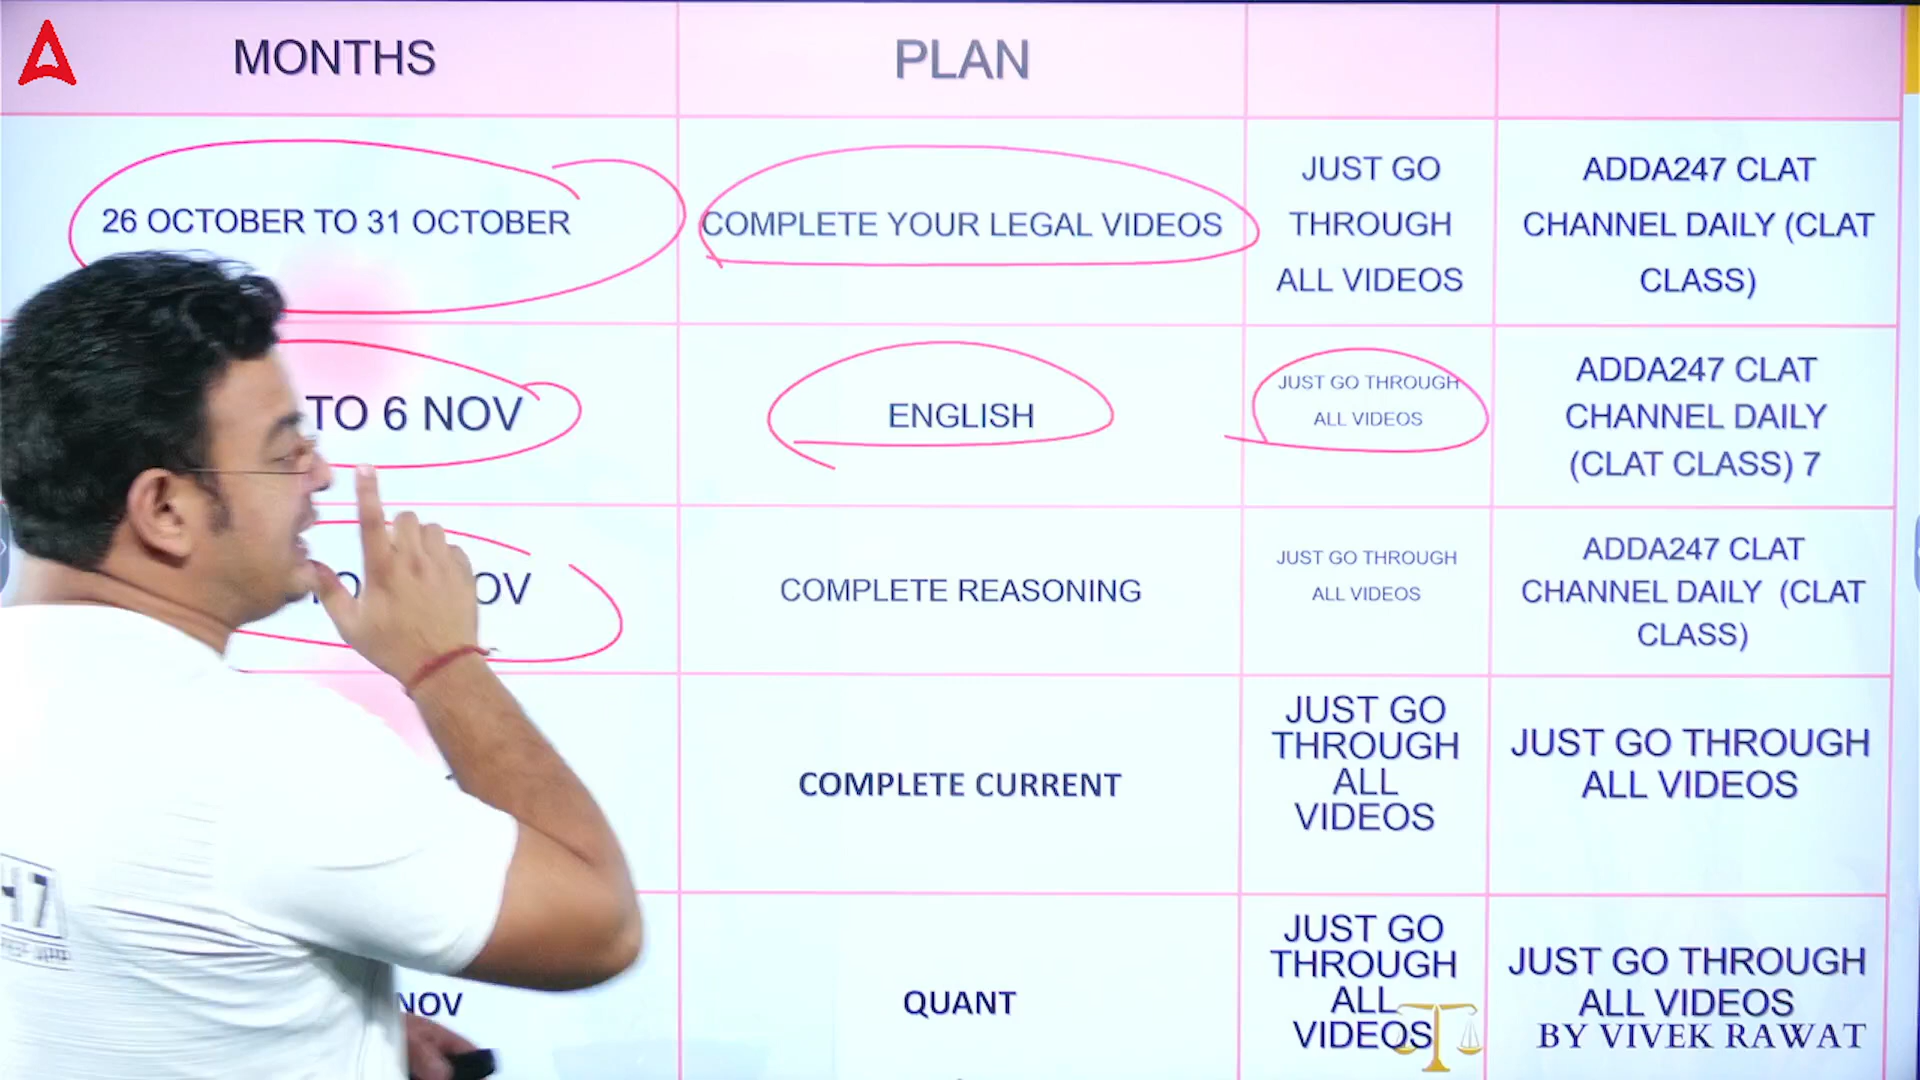 MONTHS
PLAN
26 OCTOBER TO 31 OCTOBER
COMPLETE YOUR LEGAL VIDEOS
JUST GO
THROUGH
ALL VIDEOS
ADDA247 CLAT
CHANNEL DAILY (CLAT
CLASS)
TO 6 NOV
ENGLISH
JUST GO THROUGH
ALL VIDEOS
ADDA247 CLAT
CHANNEL DAILY
(CLAT CLASS) 7
COMPLETE REASONING
JUST GO THROUGH
ALL VIDEOS
ADDA247 CLAT
CHANNEL DAILY (CLAT
CLASS)
COMPLETE CURRENT
JUST GO
THROUGH
ALL
VIDEOS
JUST GO THROUGH
ALL VIDEOS
NOV
QUANT
JUST GO
THROUGH
ALL
VIDEOS
JUST GO THROUGH
ALL VIDEOS
BY VIVEK RAWAT
47